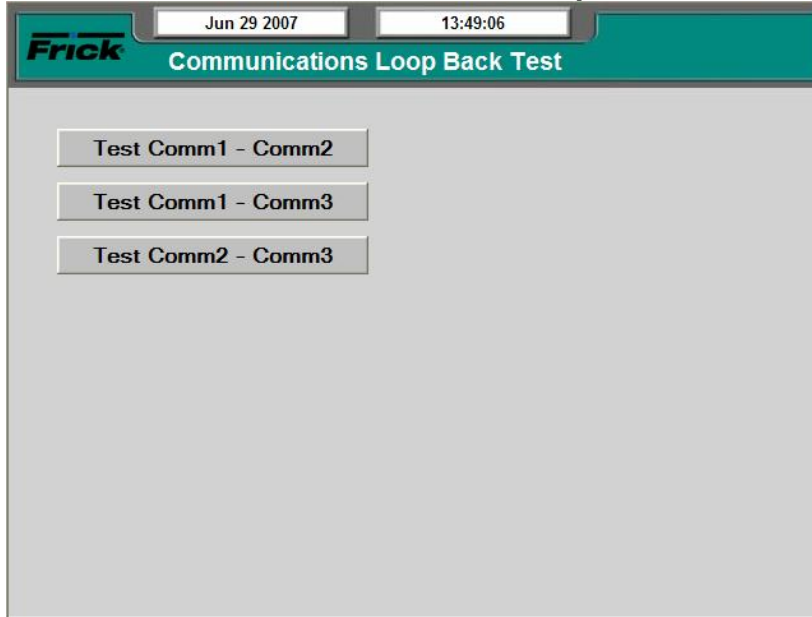 Jun 29 2007 13:49:06
Frick
Communications Loop Back Test
Test Comm1 - Comm2
Test Comm1 - Comm3
Test Comm2 - Comm3